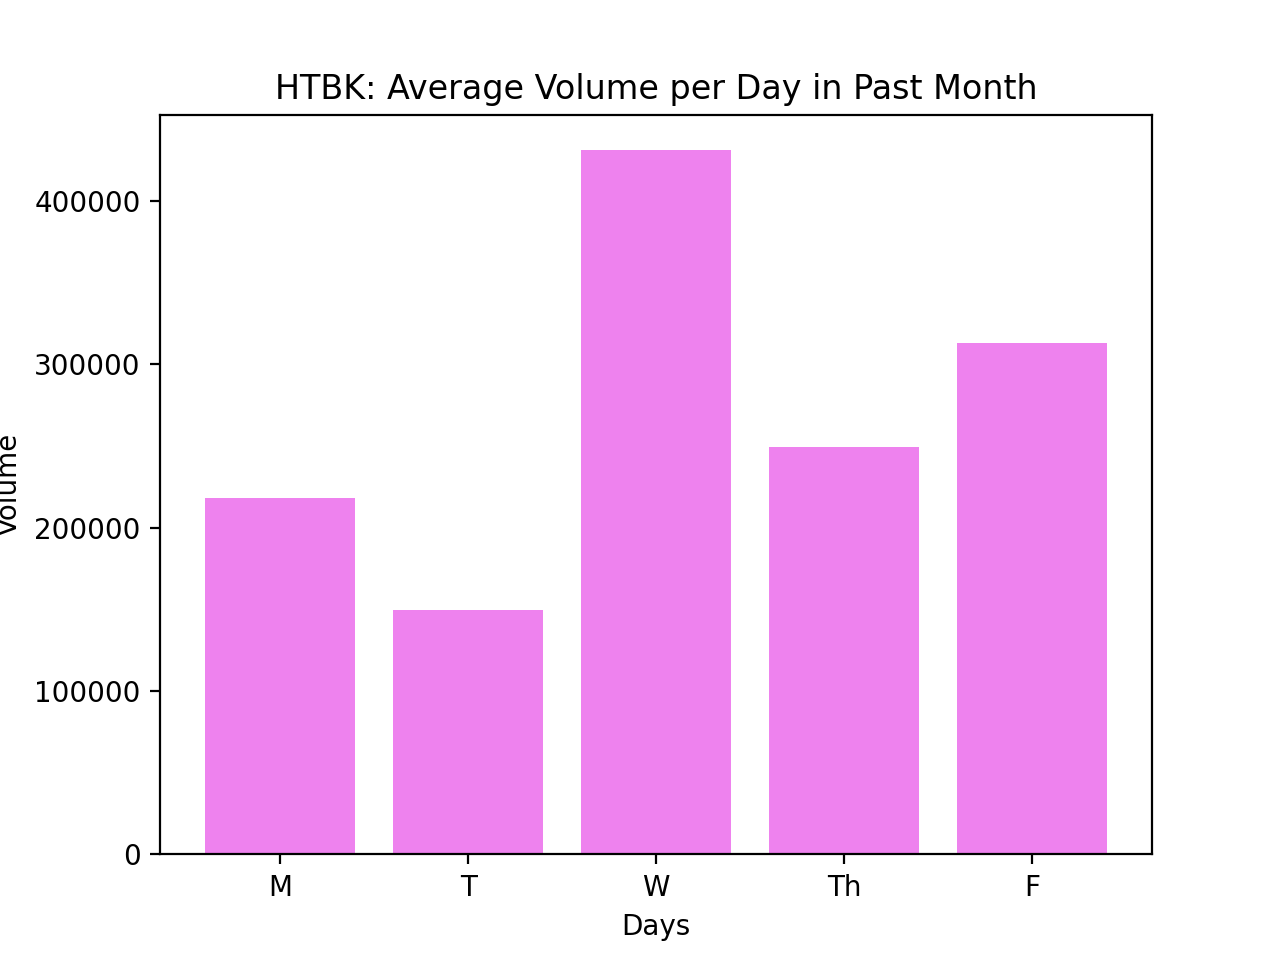 HTBK: Average Volume per Day in Past Month
400000
300000
200000
100000
0
Volume
M T W Th F
Days